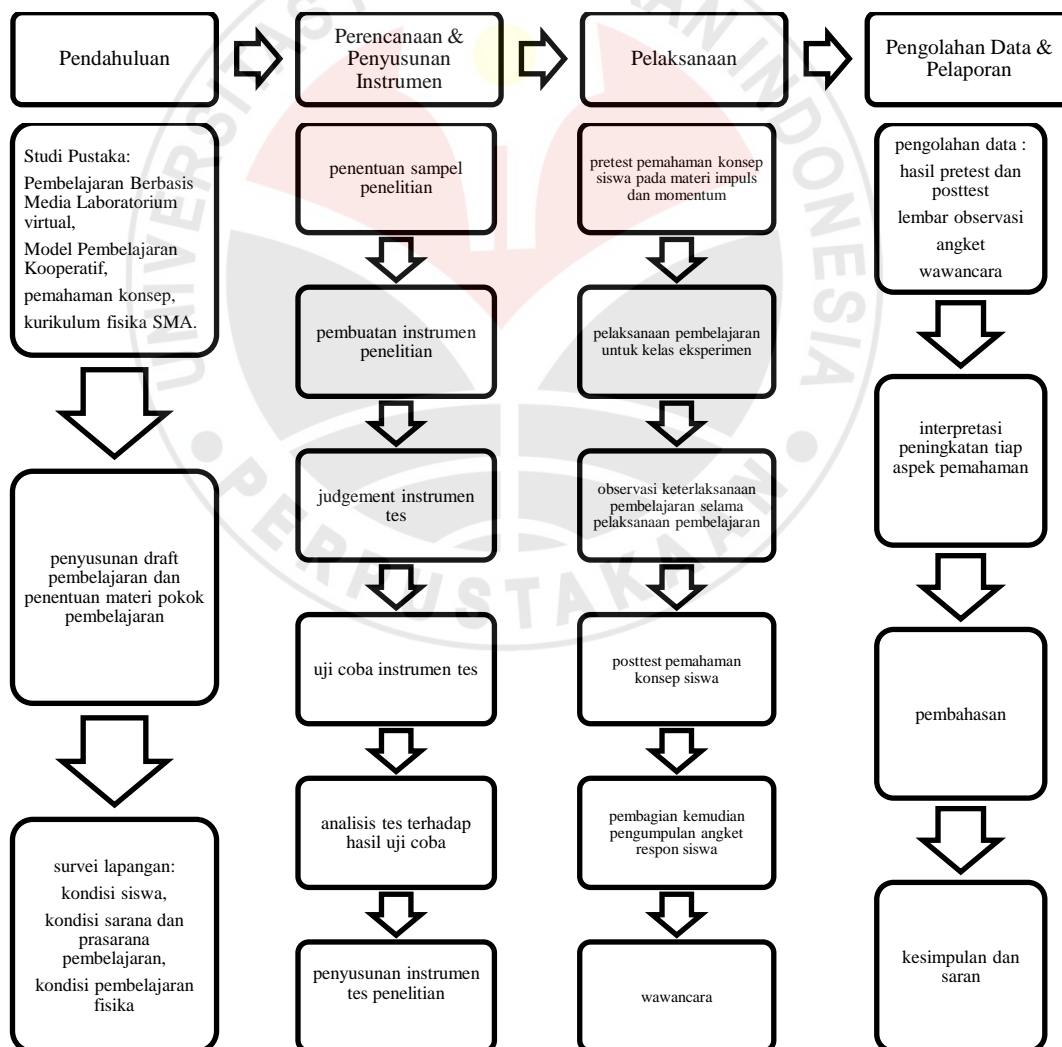 Pendahuluan
Perencanaan &
Penyusunan
Instrumen
Pelaksanaan
Pengolahan Data &
Pelaporan
Studi Pustaka:
Pembelajaran Berbasis
Media Laboratorium
virtual,
Model Pembelajaran
Kooperatif,
pemahaman konsep,
kurikulum fisika SMA.
penyusunan draft
pembelajaran dan
penentuan materi pokok
pembelajaran
survei lapangan:
kondisi siswa,
kondisi sarana dan
prasarana
pembelajaran,
kondisi pembelajaran
fisika
penentuan sampel
penelitian
pembuatan instrumen
penelitian
judgement instrumen
tes
uji coba instrumen tes
analisis tes terhadap
hasil uji coba
penyusunan instrumen
tes penelitian
pretest pemahaman konsep
siswa pada materi impuls
dan momentum
pelaksanaan pembelajaran
untuk kelas eksperimen
observasi keterlaksanaan
pembelajaran selama
pelaksanaan pembelajaran
posttest pemahaman
konsep siswa
pembagian kemudian
pengumpulan angket
respon siswa
wawancara
pengolahan data :
hasil pretest dan
posttest
lembar observasi
angket
wawancara
interpretasi
peningkatan tiap
aspek pemahaman
pembahasan
kesimpulan dan
saran
INDONESIA
PERPUSTAKAAN